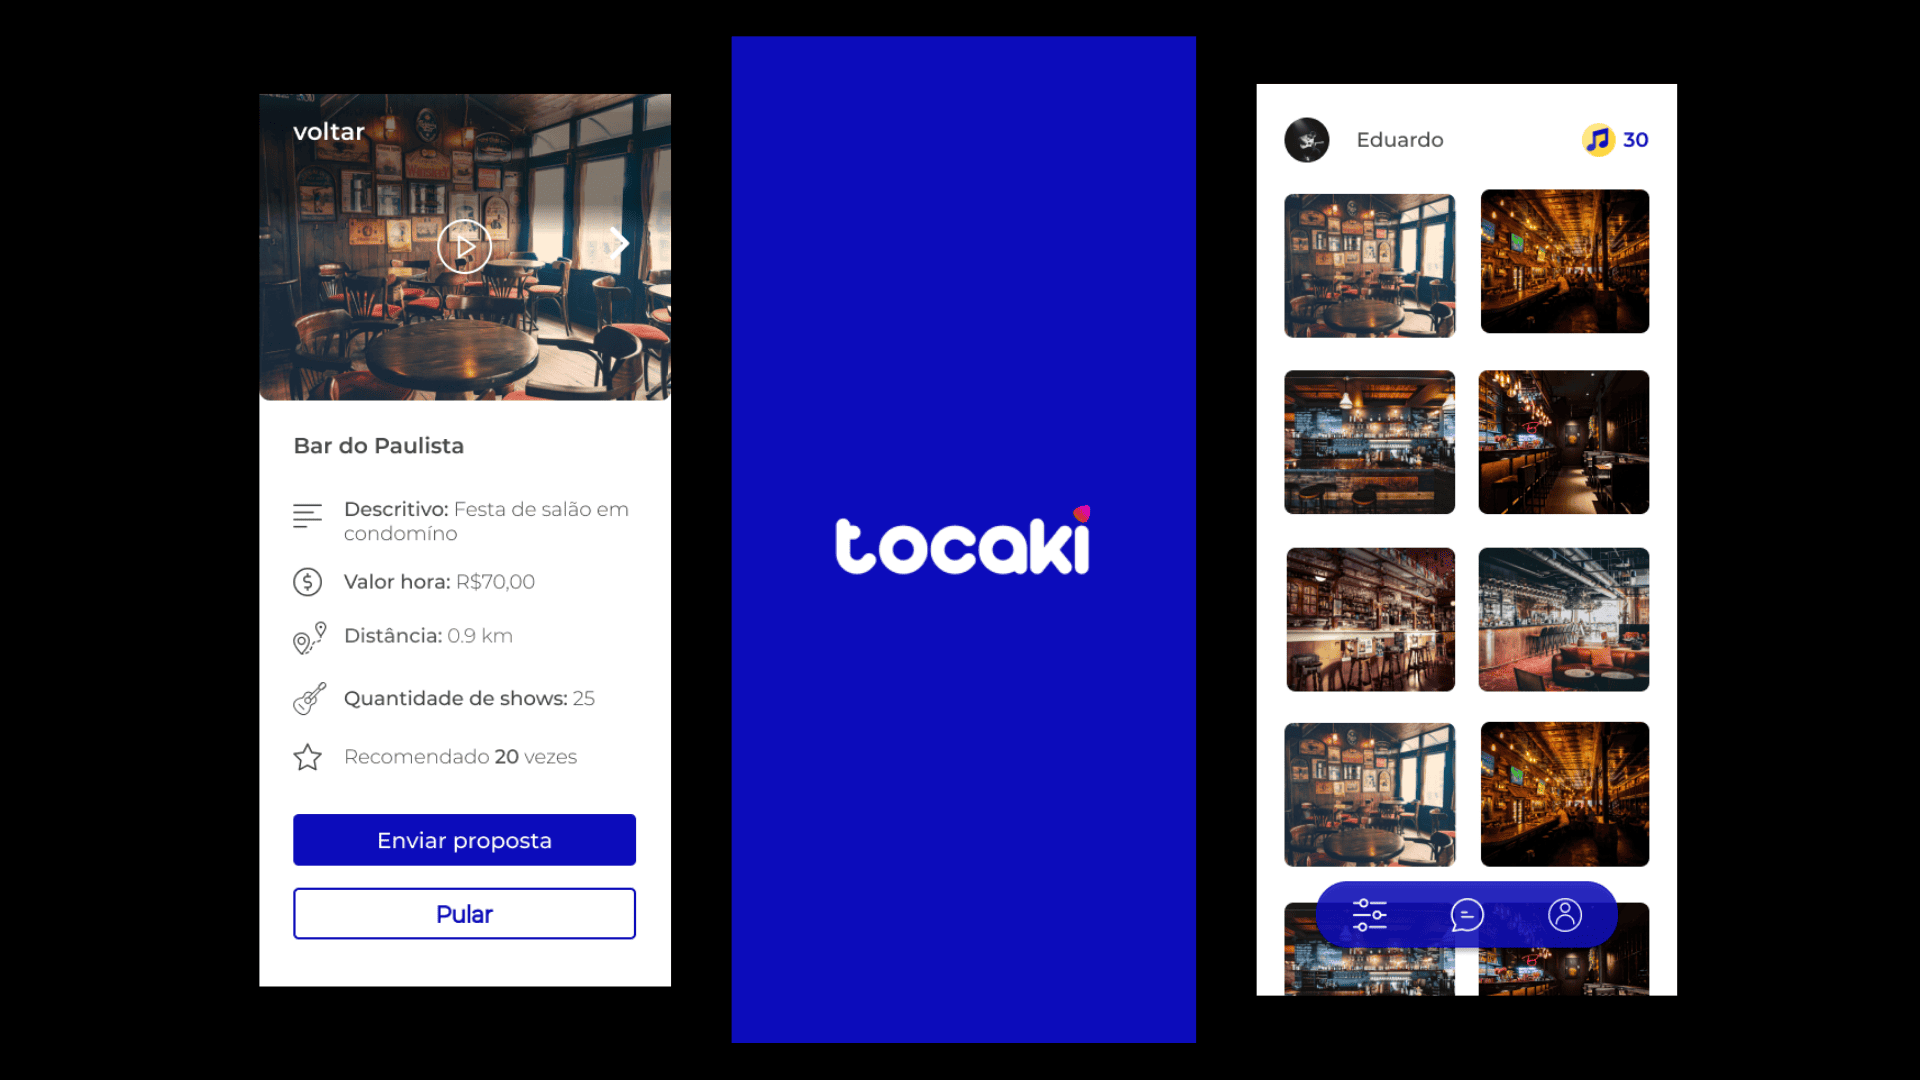 voltar
Bar do Paulista
Descritivo: Festa de salão em
condomíno
Valor hora: R$70,00
Distância: 0.9 km
Quantidade de shows: 25
Recomendado 20 vezes
Enviar proposta
Pular
tocaki
Eduardo
30